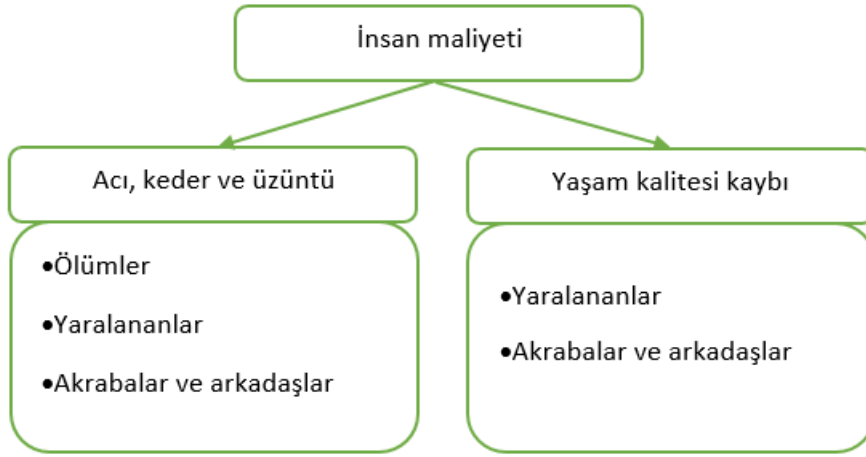 İnsan maliyeti
Acı, keder ve üzüntü
•Ölümler
•Yaralananlar
•Akrabalar ve arkadaşlar
Yaşam kalitesi kaybı
•Yaralananlar
•Akrabalar ve arkadaşlar